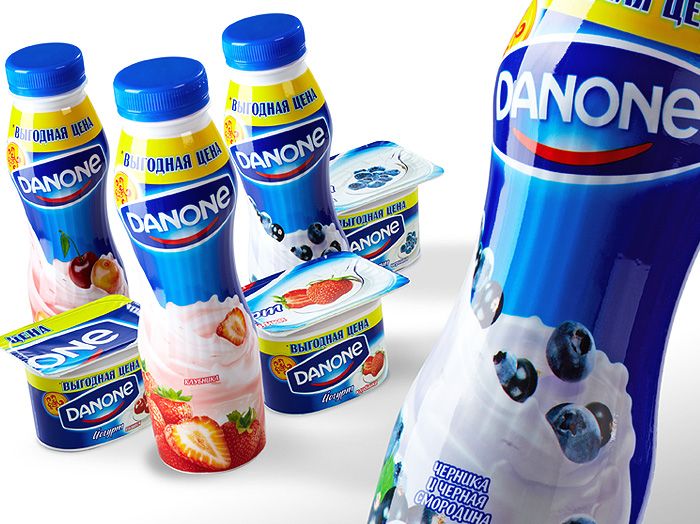 *ВЫГОДНАЯ ЦЕНА
DANONE
*ВЫГОДНАЯ ЦЕНА
DANONE
КЛУБНИКА
*ВЫГОДНАЯ ЦЕНА
DANONE
*ВЫГОДНАЯ ЦЕНА
DANONE
ЦЕНА
*ВЫГОДНАЯ ЦЕНА
DANONE
Йогурт
*ВЫГОДНАЯ ЦЕНА
DANONE
Йогурт
клубника
DANONE
ЧЕРНИКА
И ЧЕРНАЯ
СМОРОДИНА